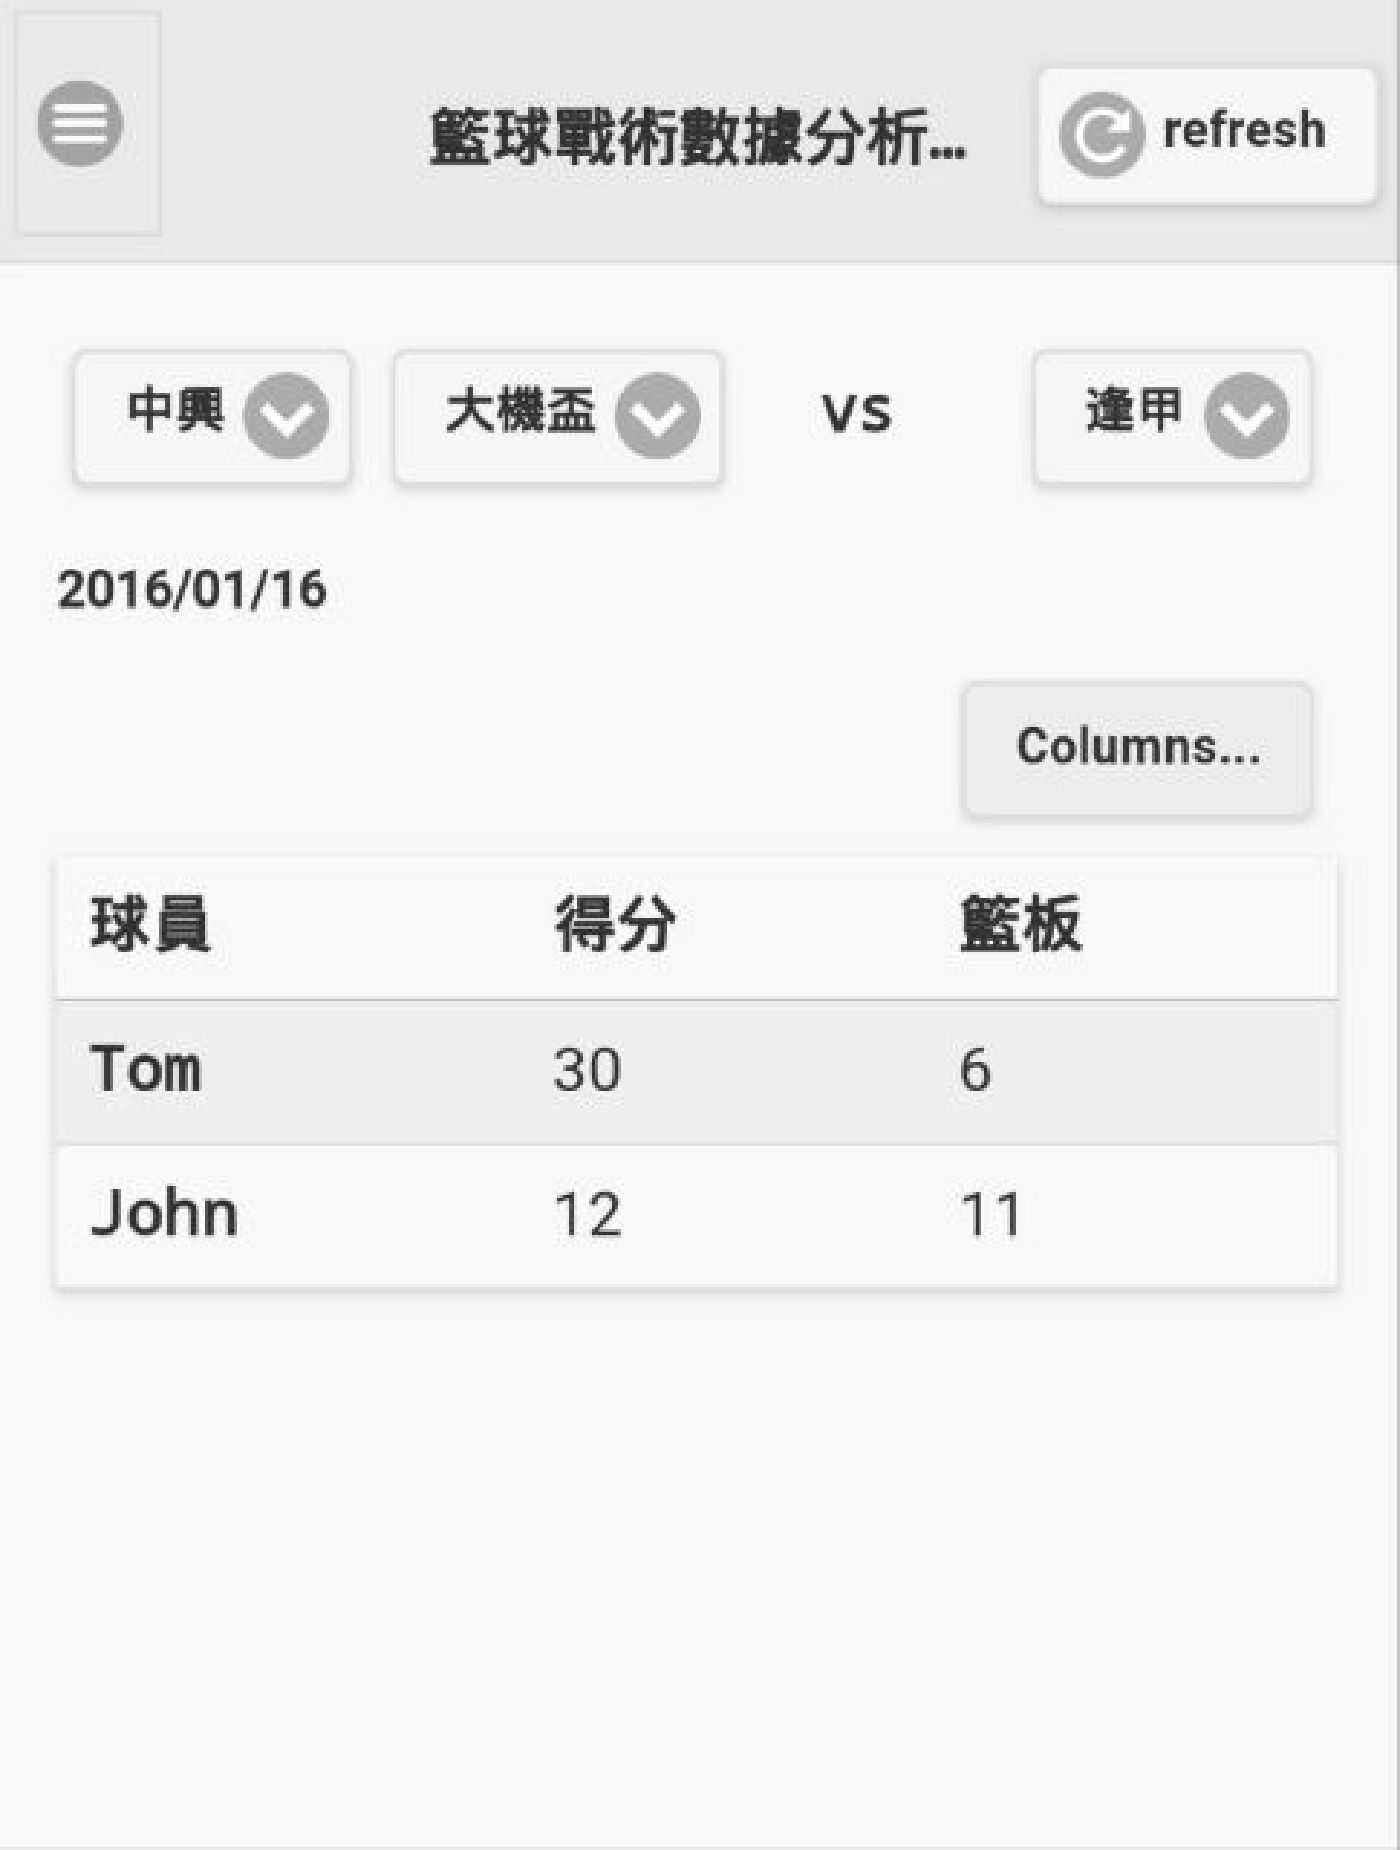 籃球戰術數據分析... refresh
中興 大機盃 VS 逢甲
2016/01/16
Columns...
球員 得分 籃板
Tom 30 6
John 12 11